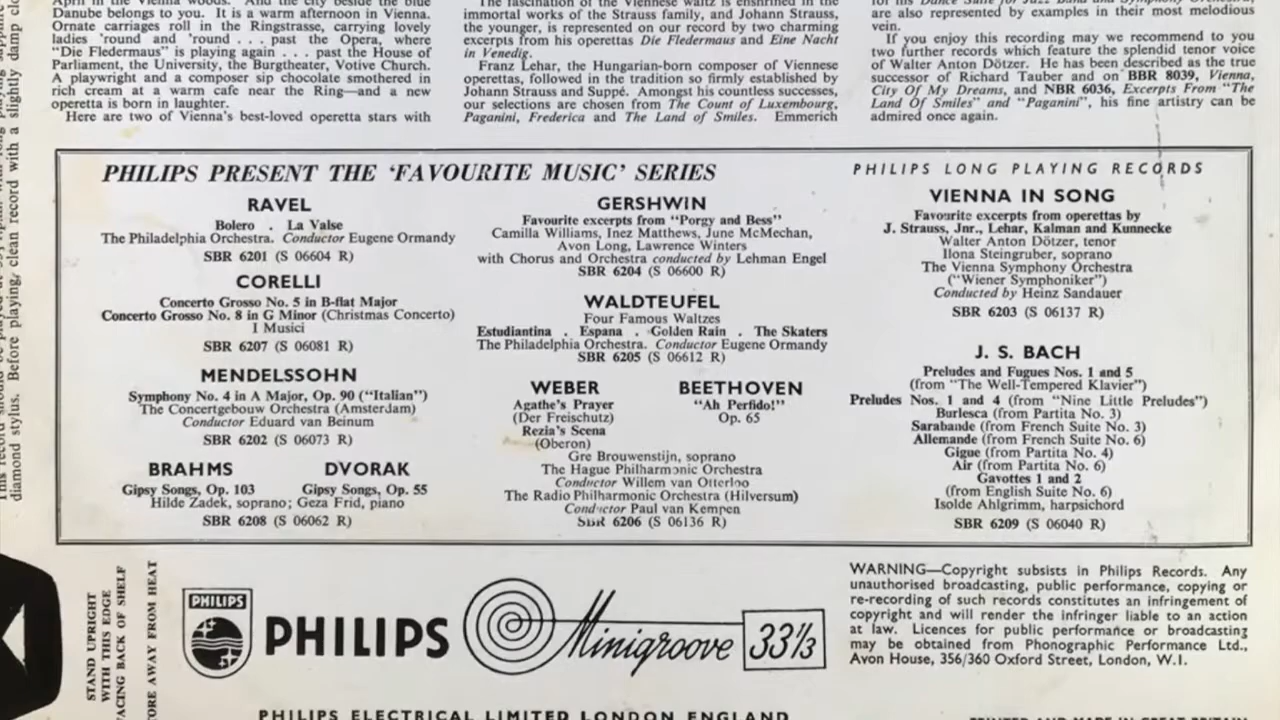 April in the Vienna woods. And the city beside the blue
Danube belongs to you. It is a warm afternoon in Vienna.
Ornate carriages roll in the Ringstrasse, carrying lovely
ladies 'round and 'round . . . past the Opera, where
"Die Fledermaus" is playing again . . . past the House of
Parliament, the University, the Burgtheater, Votive Church.
A playwright and a composer sip chocolate smothered in
rich cream at a warm cafe near the Ring—and a new
operetta is born in laughter.
Here are two of Vienna's best-loved operetta stars with
The fascination of the Viennese waltz is enshrined in the
immortal works of the Strauss family, and Johann Strauss,
the younger, is represented on our record by two charming
excerpts from his operettas Die Fledermaus and Eine Nacht
in Venedig.
Franz Lehar, the Hungarian-born composer of Viennese
operettas, followed in the tradition so firmly established by
Johann Strauss and Suppé. Amongst his countless successes,
our selections are chosen from The Count of Luxembourg,
Paganini, Frederica and The Land of Smiles. Emmerich
for his Dance Suite for Jazz Band and Symphony Orchestra,
are also represented by examples in their most melodious
vein.
If you enjoy this recording may we recommend to you
two further records which feature the splendid tenor voice
of Walter Anton Dötzer. He has been described as the true
successor of Richard Tauber and on BBR 8039, Vienna,
City Of My Dreams, and NBR 6036, Excerpts From "The
Land Of Smiles" and "Paganini", his fine artistry can be
admired once again.
PHILIPS PRESENT THE 'FAVOURITE MUSIC' SERIES
RAVEL
Bolero . La Valse
The Philadelphia Orchestra. Conductor Eugene Ormandy
SBR 6201 (S 06604 R)
CORELLI
Concerto Grosso No. 5 in B-flat Major
Concerto Grosso No. 8 in G Minor (Christmas Concerto)
I Musici
SBR 6207 (S 06081 R)
MENDELSSOHN
Symphony No. 4 in A Major, Op. 90 ("Italian")
The Concertgebouw Orchestra (Amsterdam)
Conductor Eduard van Beinum
SBR 6202 (S 06073 R)
BRAHMS DVORAK
Gipsy Songs, Op. 103 Gipsy Songs, Op. 55
Hilde Zadek, soprano; Geza Frid, piano
SBR 6208 (S 06062 R)
GERSHWIN
Favourite excerpts from "Porgy and Bess"
Camilla Williams, Inez Matthews, June McMechan,
Avon Long, Lawrence Winters
with Chorus and Orchestra conducted by Lehman Engel
SBR 6204 (S 06600 R)
WALDTEUFEL
Four Famous Waltzes
Estudiantina . Espana . Golden Rain . The Skaters
The Philadelphia Orchestra. Conductor Eugene Ormandy
SBR 6205 (S 06612 R)
WEBER BEETHOVEN
Agathe's Prayer "Ah Perfido!"
(Der Freischutz) Op. 65
Rezia's Scena
(Oberon)
Gre Brouwenstijn, soprano
The Hague Philharmonic Orchestra
Conductor Willem van Otterloo
The Radio Philharmonic Orchestra (Hilversum)
Conductor Paul van Kempen
SBR 6206 (S 06136 R)
PHILIPS LONG PLAYING RECORDS
VIENNA IN SONG
Favourite excerpts from operettas by
J. Strauss, Jnr., Lehar, Kalman and Kunnecke
Walter Anton Dötzer, tenor
Ilona Steingruber, soprano
The Vienna Symphony Orchestra
("Wiener Symphoniker")
Conducted by Heinz Sandauer
SBR 6203 (S 06137 R)
J. S. BACH
Preludes and Fugues Nos. 1 and 5
(from "The Well-Tempered Klavier")
Preludes Nos. 1 and 4 (from "Nine Little Preludes")
Burlesca (from Partita No. 3)
Sarabande (from French Suite No. 3)
Allemande (from French Suite No. 6)
Gigue (from Partita No. 4)
Air (from Partita No. 6)
Gavottes 1 and 2
(from English Suite No. 6)
Isolde Ahlgrimm, harpsichord
SBR 6209 (S 06040 R)
diamond stylus. Before playing, clean record with a slightly damp
STAND UPRIGHT
WITH THIS EDGE
FACING BACK OF SHELF
STORE AWAY FROM HEAT
PHILIPS
PHILIPS Minigroove 33⅓
WARNING—Copyright subsists in Philips Records. Any
unauthorised broadcasting, public performance, copying or
re-recording of such records constitutes an infringement of
copyright and will render the infringer liable to an action
at law. Licences for public performance or broadcasting
may be obtained from Phonographic Performance Ltd.,
Avon House, 356/360 Oxford Street, London, W.1.
PHILIPS ELECTRICAL LIMITED LONDON ENGLAND
PRINTED AND MADE IN GREAT BRITAIN